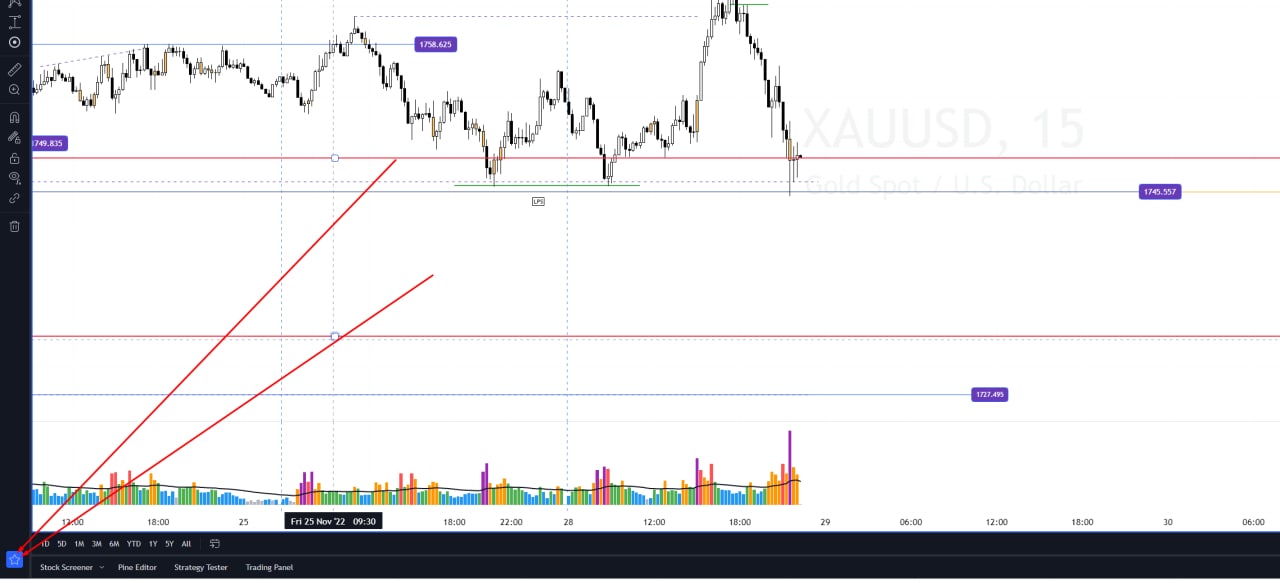 1758.625
XAUUSD, 15
1749.835
Gold Spot / U.S. Dollar
1745.557
LPS
1727.495
12:00 18:00 25 Fri 25 Nov '22 09:30 18:00 22:00 28 12:00 18:00 29 06:00 12:00 18:00 30 06:00
1D 5D 1M 3M 6M YTD 1Y 5Y All
Stock Screener Pine Editor Strategy Tester Trading Panel